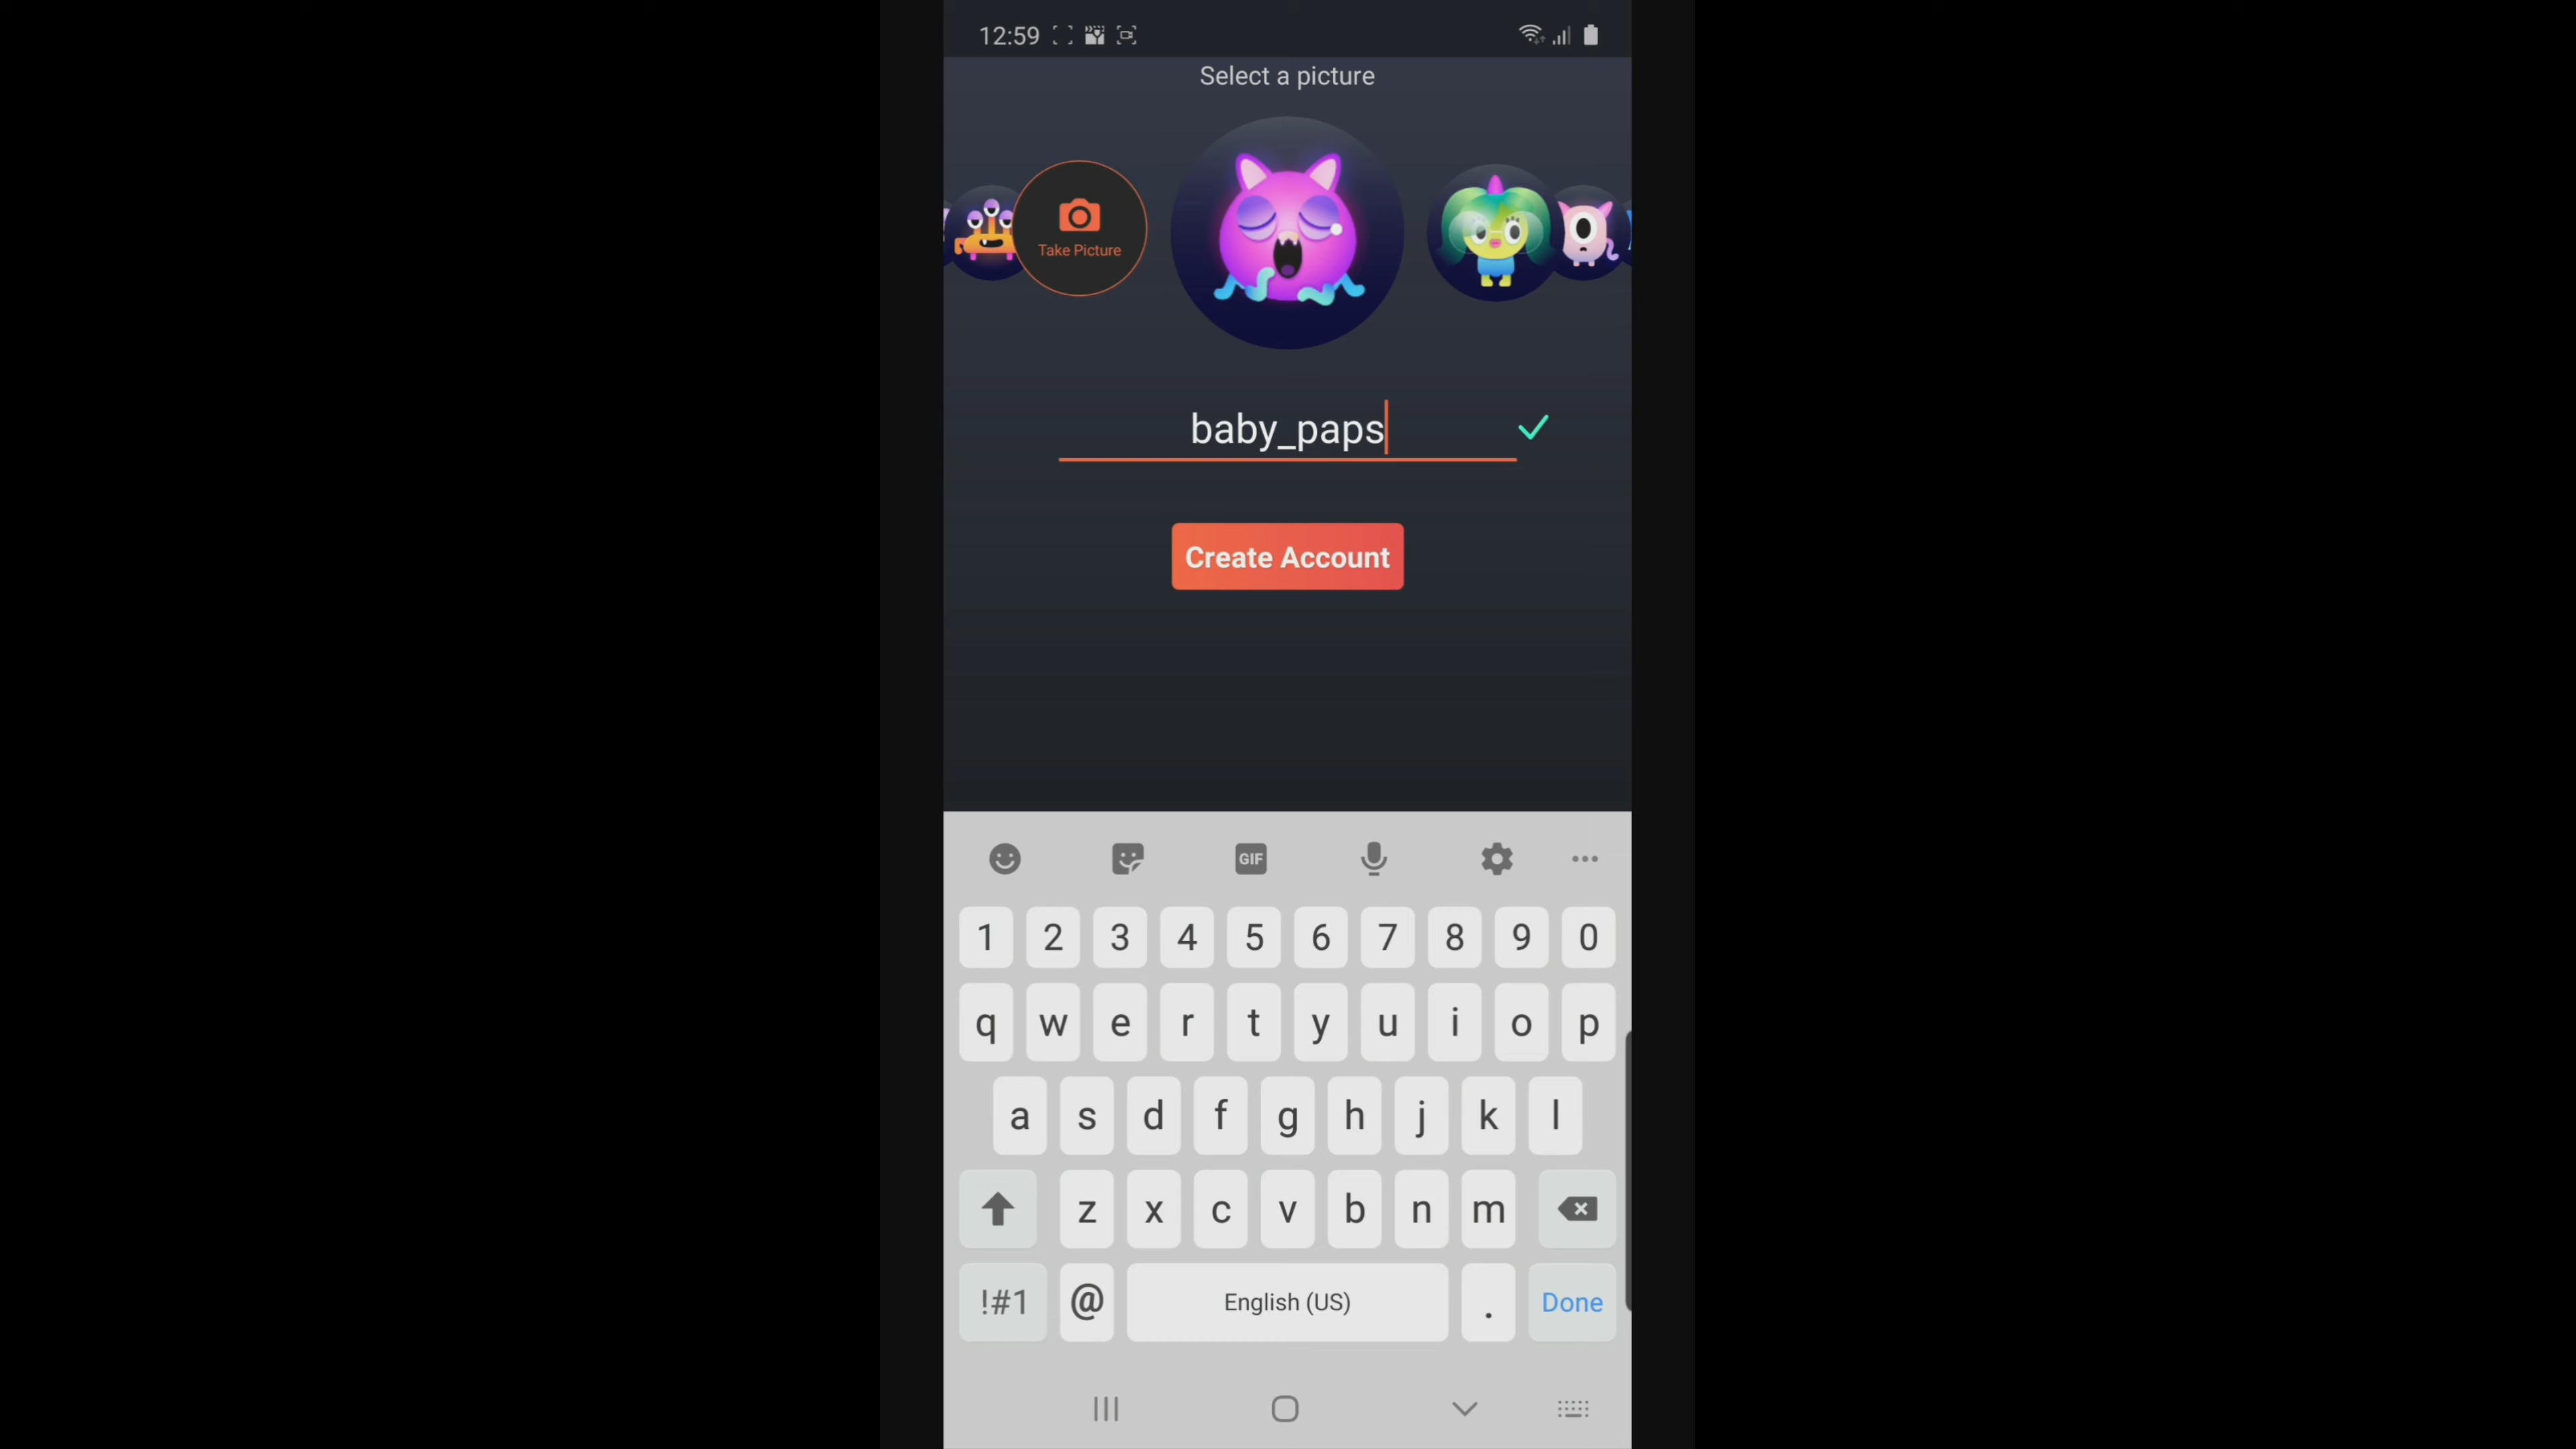 12:59
Select a picture
Take Picture
baby_paps
Create Account
GIF
1 2 3 4 5 6 7 8 9 0
q w e r t y u i o p
a s d f g h j k l
z x c v b n m
!#1 @ English (US) . Done